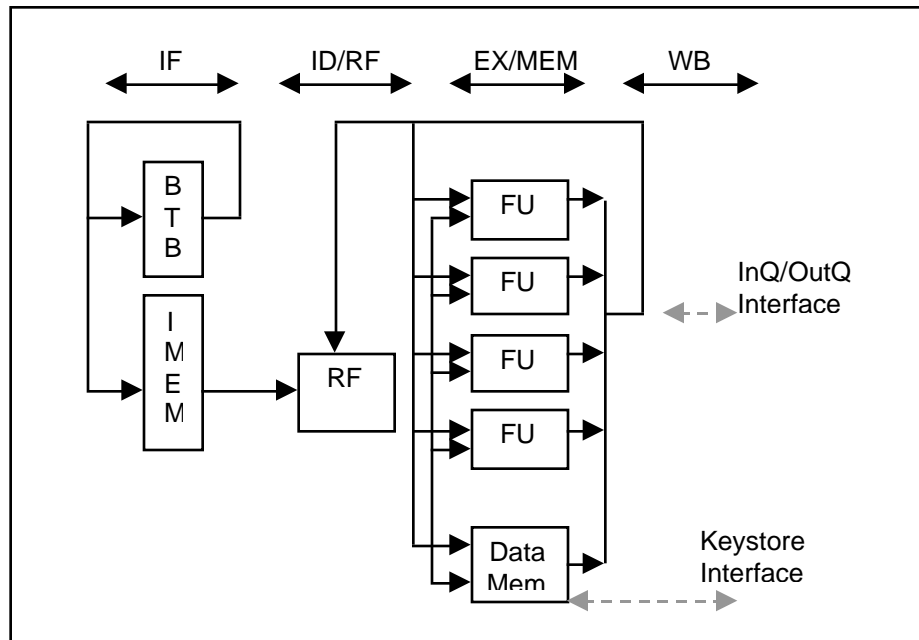 IF ID/RF EX/MEM WB
B
T
B
I
M
E
M
RF
FU
FU
FU
FU
Data
Mem
InQ/OutQ
Interface
Keystore
Interface